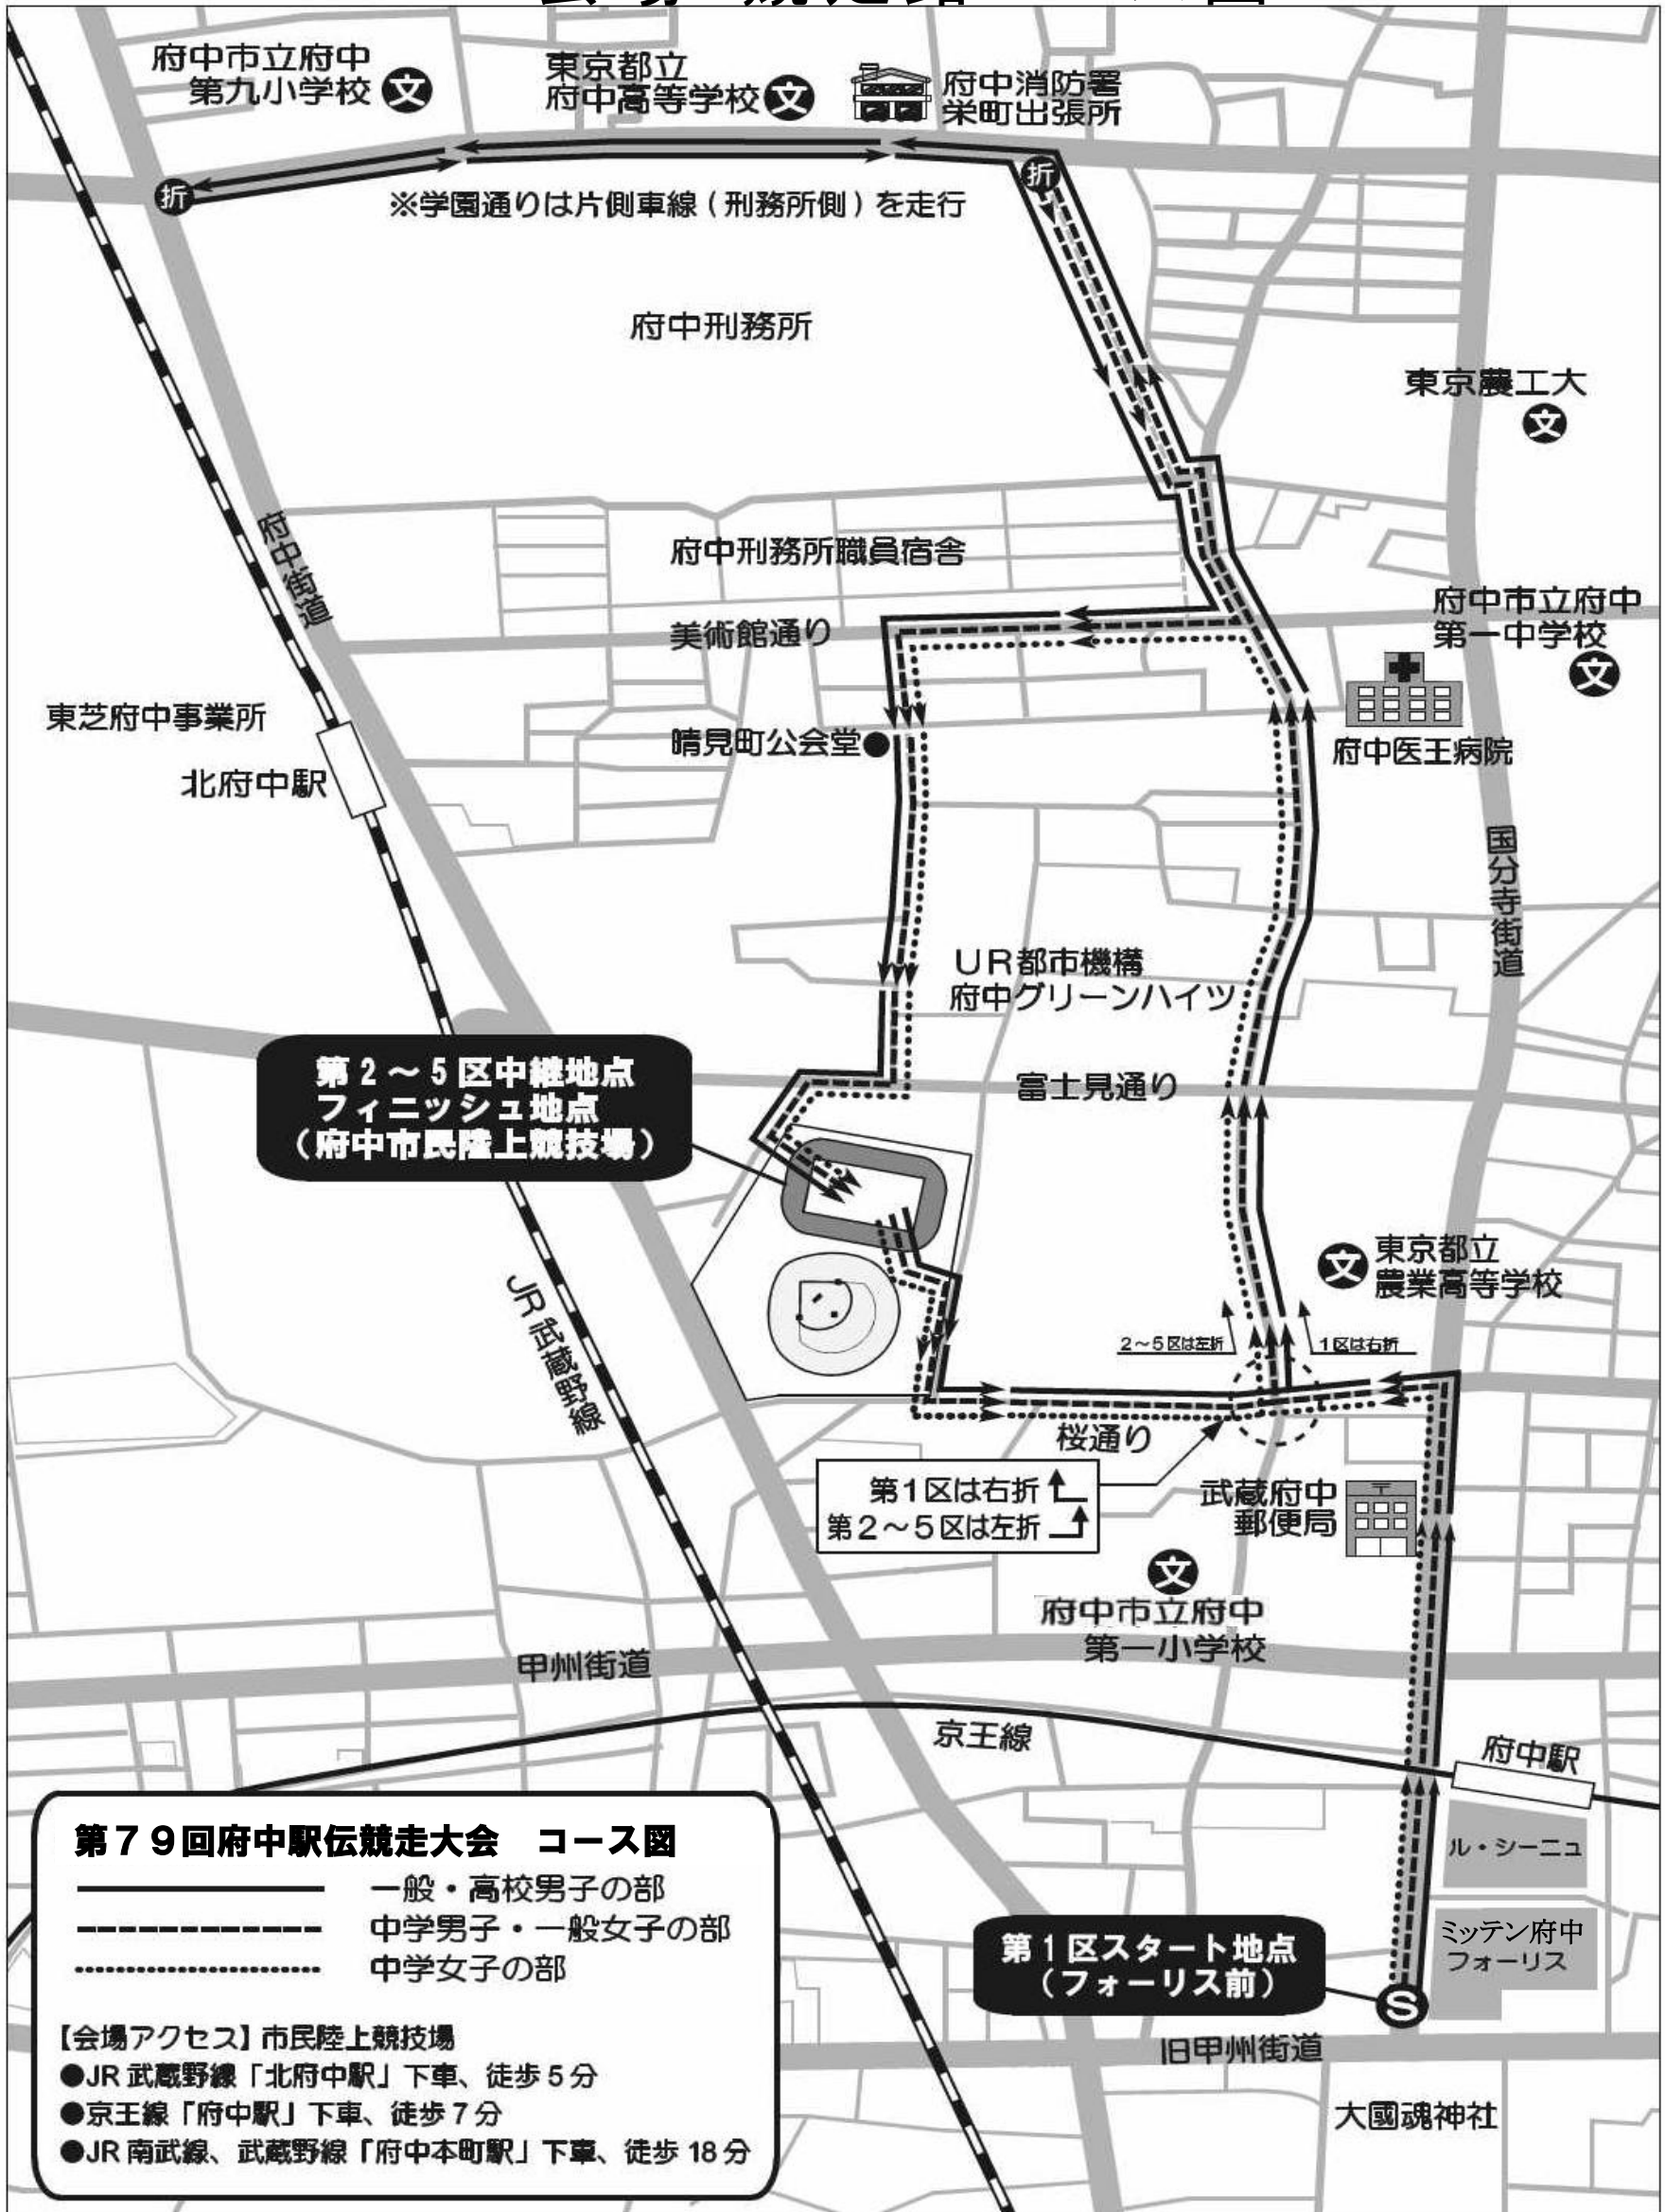 府中市立府中
第九小学校
文
東京都立
府中高等学校
文
府中消防署
栄町出張所
折
折
※学園通りは片側車線（刑務所側）を走行
府中刑務所
東京農工大
文
府中街道
府中刑務所職員宿舎
府中市立府中
第一中学校
文
美術館通り
東芝府中事業所
北府中駅
晴見町公会堂●
府中医王病院
国分寺街道
ＵＲ都市機構
府中グリーンハイツ
第２～５区中継地点
フィニッシュ地点
（府中市民陸上競技場）
富士見通り
文
東京都立
農業高等学校
JR武蔵野線
2～5区は左折
1区は右折
桜通り
第１区は右折
第２～５区は左折
武蔵府中
郵便局
〒
文
府中市立府中
第一小学校
甲州街道
京王線
府中駅
ル・シーニュ
ミッテン府中
フォーリス
第１区スタート地点
（フォーリス前）
S
旧甲州街道
大國魂神社
第７９回府中駅伝競走大会　コース図
一般・高校男子の部
中学男子・一般女子の部
中学女子の部
【会場アクセス】市民陸上競技場
●JR 武蔵野線「北府中駅」下車、徒歩 5 分
●京王線「府中駅」下車、徒歩 7 分
●JR 南武線、武蔵野線「府中本町駅」下車、徒歩 18 分